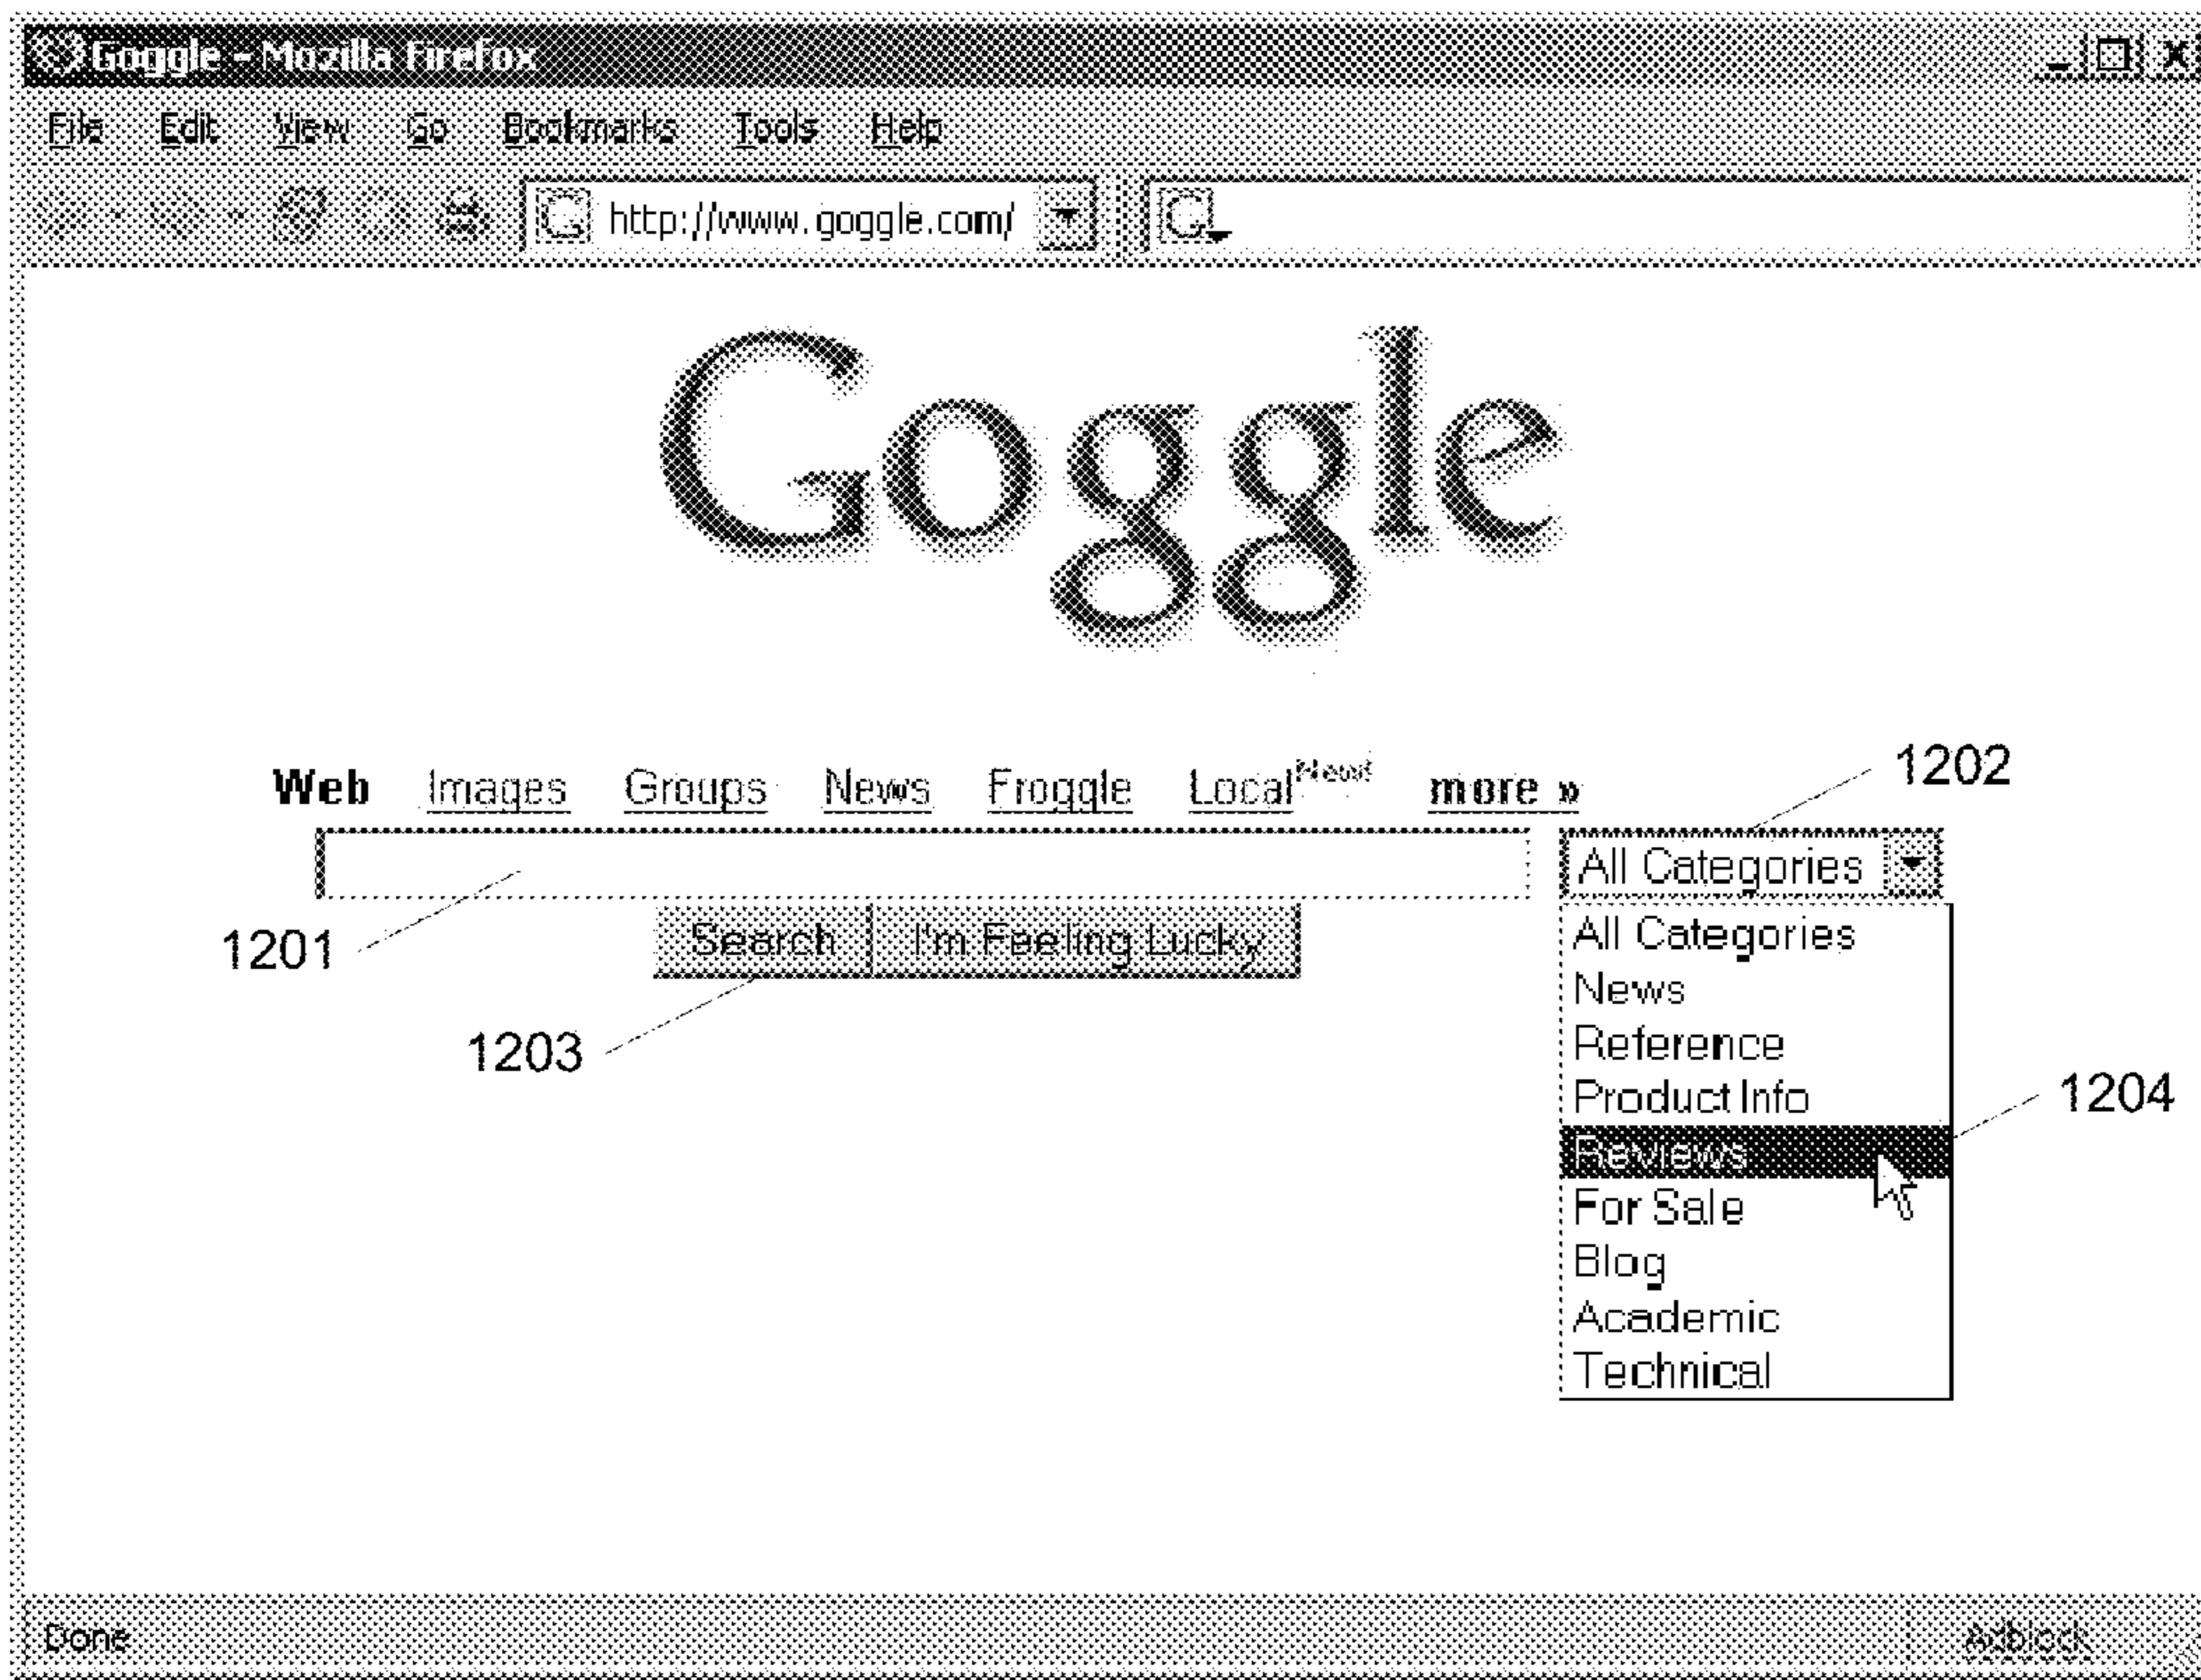 Goggle - Mozilla Firefox
File Edit View Go Bookmarks Tools Help
http://www.goggle.com/
Goggle
Web Images Groups News Froggle Local New! more »
1202
All Categories
1201
Search I'm Feeling Lucky
All Categories
News
1203
Reference
Product Info
1204
Reviews
For Sale
Blog
Academic
Technical
Done Adblock